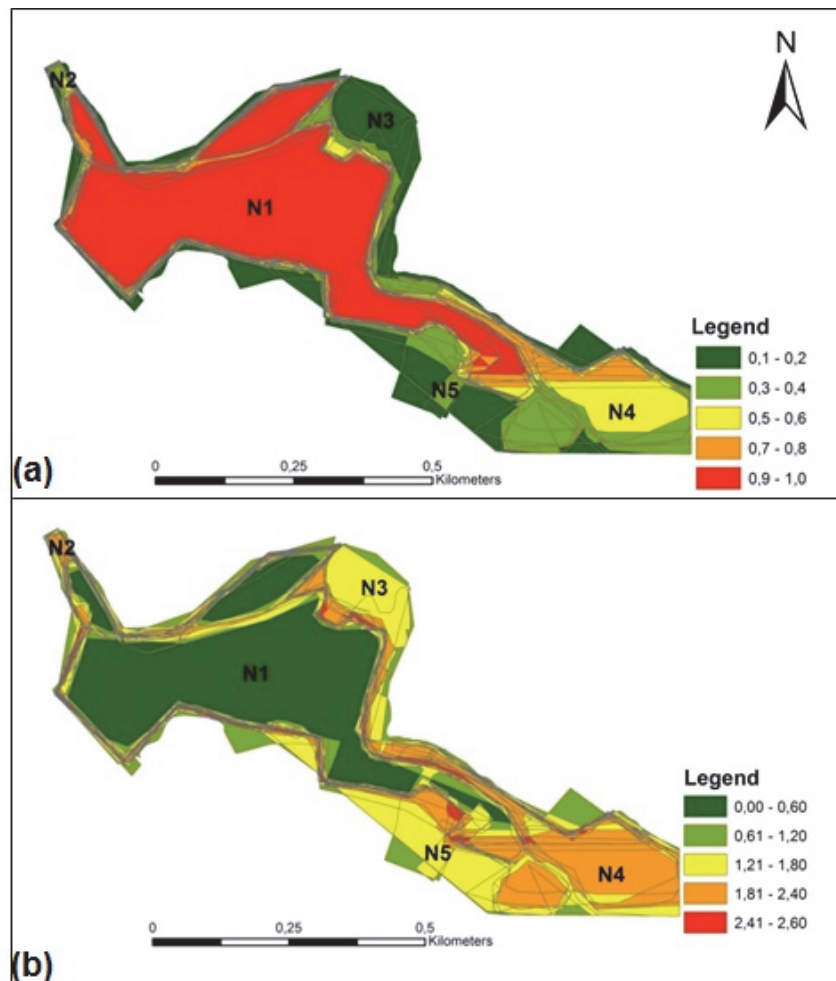 N
N2
N3
N1
Legend
0,1 - 0,2
0,3 - 0,4
0,5 - 0,6
0,7 - 0,8
0,9 - 1,0
N5
N4
(a)
0 0,25 0,5
Kilometers
N2
N3
N1
Legend
0,00 - 0,60
0,61 - 1,20
1,21 - 1,80
1,81 - 2,40
2,41 - 2,60
N5
N4
0 0,25 0,5
Kilometers
(b)